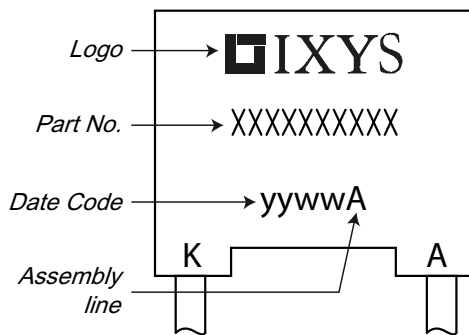 Logo IXYS
Part No. XXXXXXXXXX
Date Code yywwA
K A
Assembly
line